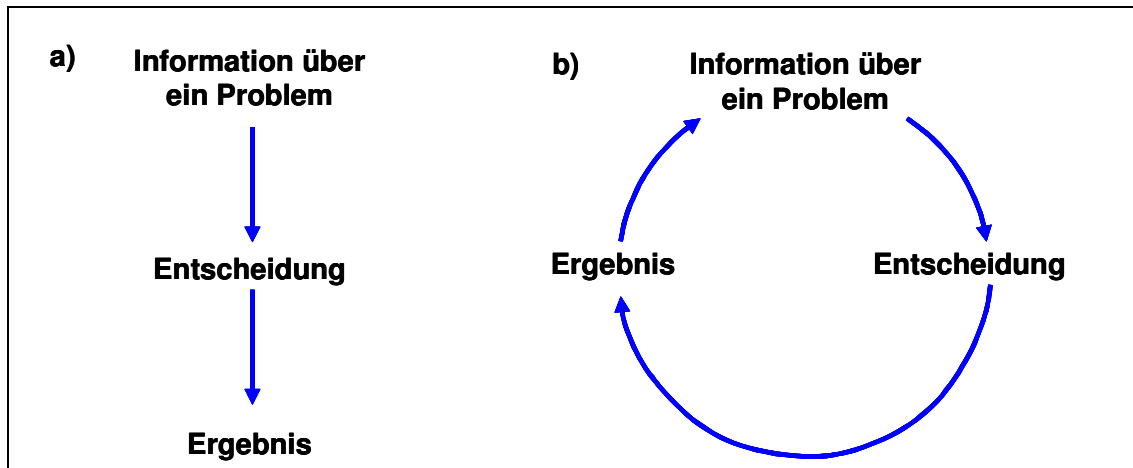 a)
Information über
ein Problem
Entscheidung
Ergebnis
b)
Information über
ein Problem
Ergebnis
Entscheidung